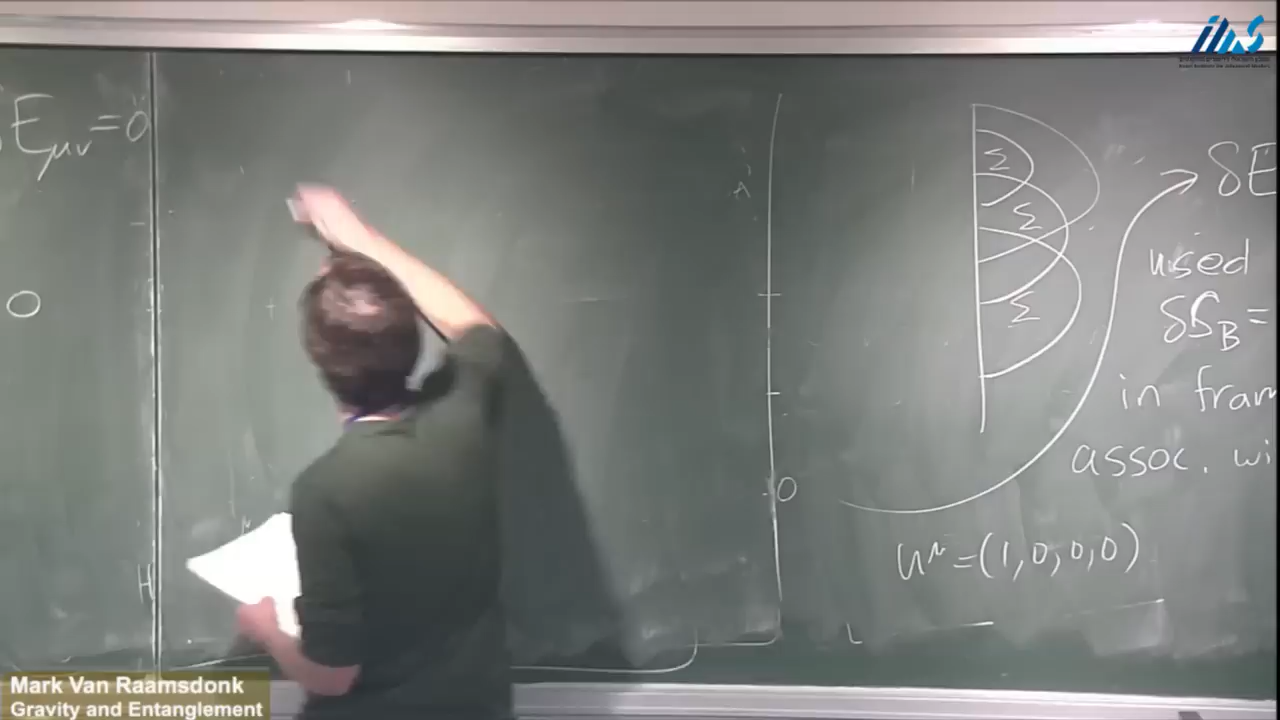 E_μν = 0
0
H
A
0
Σ
Σ
Σ
δE
used
δS_B =
in fram
assoc. wi
u^μ = (1,0,0,0)
Mark Van Raamsdonk
Gravity and Entanglement